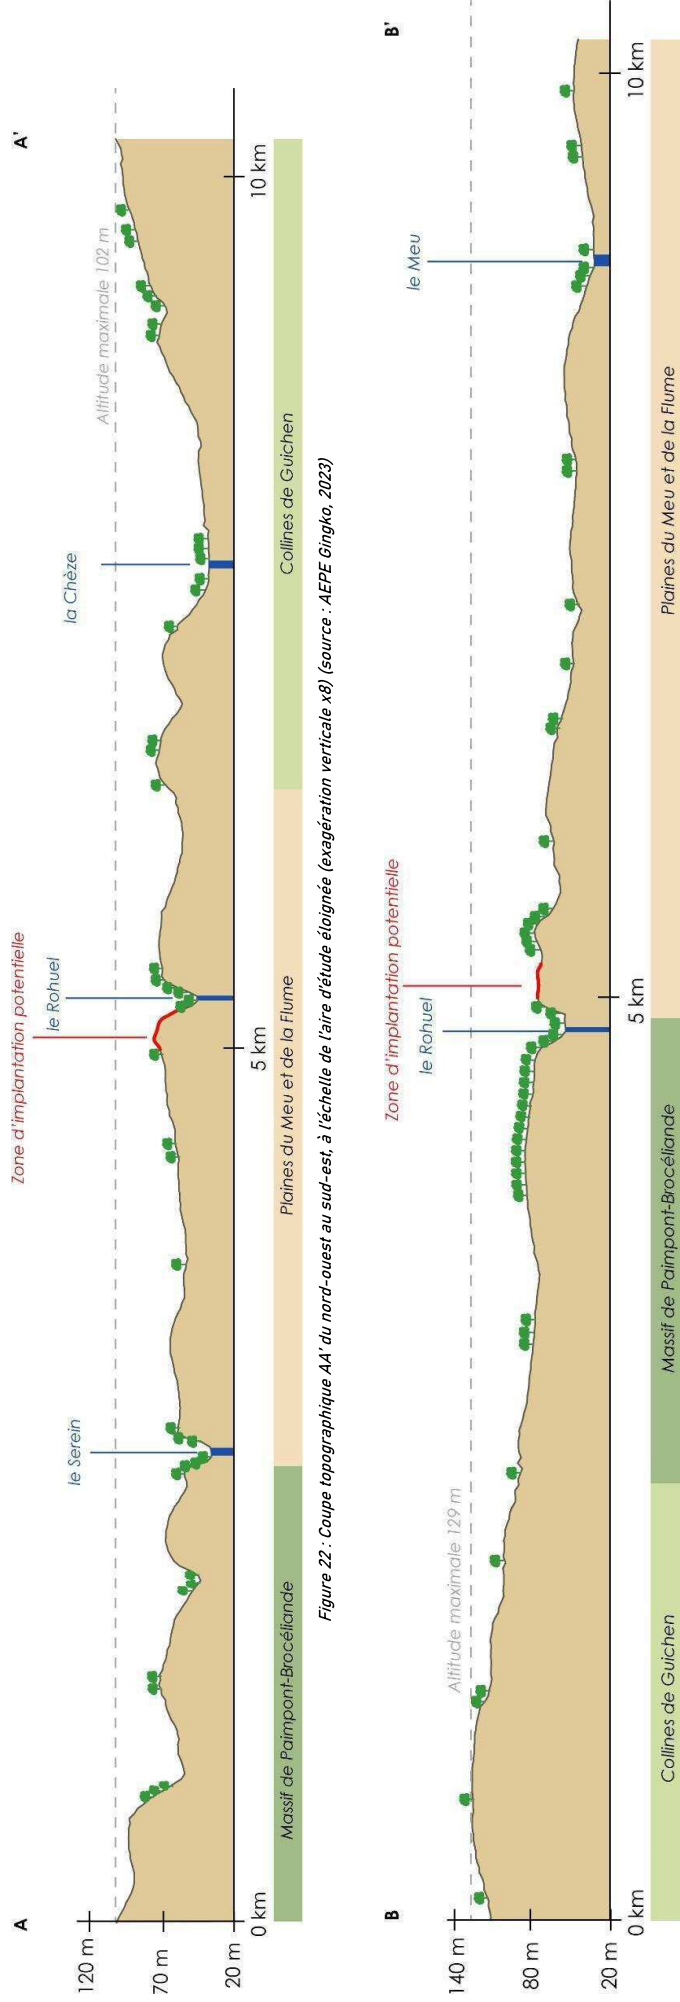 A
A'
Zone d'implantation potentielle
le Serein
le Rohuel
la Chèze
Altitude maximale 102 m
120 m
70 m
20 m
0 km
5 km
10 km
Massif de Paimpont-Brocéliande
Plaines du Meu et de la Flume
Collines de Guichen
Figure 22 : Coupe topographique AA' du nord-ouest au sud-est, à l'échelle de l'aire d'étude éloignée (exagération verticale x8) (source : AEPE Gingko, 2023)
B
B'
Zone d'implantation potentielle
le Rohuel
le Meu
Altitude maximale 129 m
140 m
80 m
20 m
0 km
5 km
10 km
Collines de Guichen
Massif de Paimpont-Brocéliande
Plaines du Meu et de la Flume